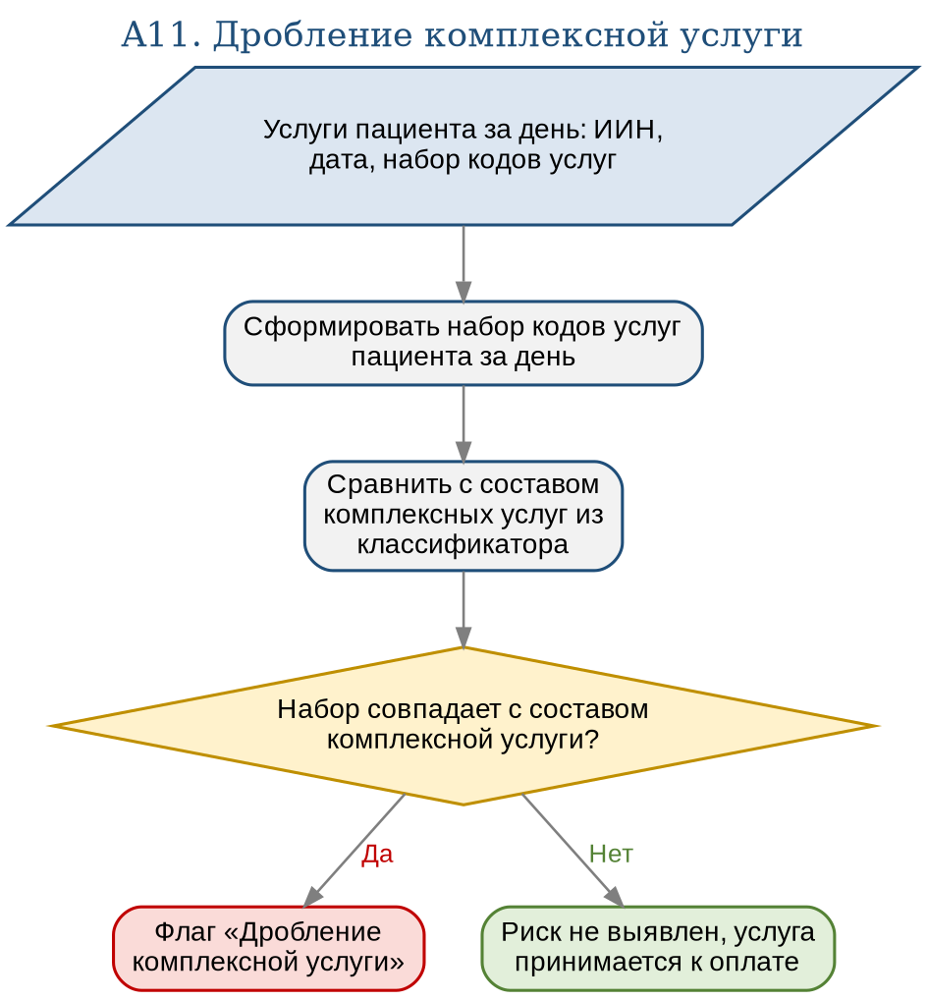 А11. Дробление комплексной услуги
Услуги пациента за день: ИИН,
дата, набор кодов услуг
Сформировать набор кодов услуг
пациента за день
Сравнить с составом
комплексных услуг из
классификатора
Набор совпадает с составом
комплексной услуги?
Да
Нет
Флаг «Дробление
комплексной услуги»
Риск не выявлен, услуга
принимается к оплате